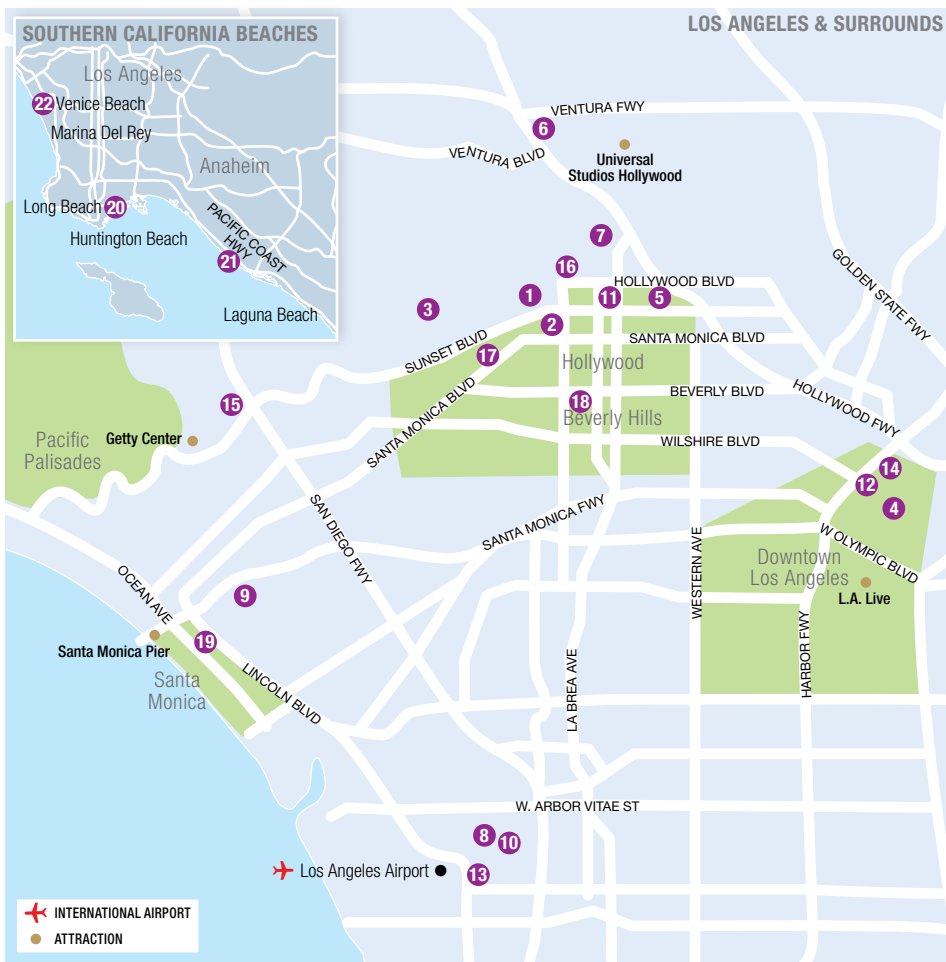 SOUTHERN CALIFORNIA BEACHES
Los Angeles
22 Venice Beach
Marina Del Rey
Anaheim
Long Beach 20
Huntington Beach
PACIFIC COAST
HWY
21
Laguna Beach
LOS ANGELES & SURROUNDS
VENTURA FWY
6
VENTURA BLVD
Universal
Studios Hollywood
7
GOLDEN STATE FWY
16
HOLLYWOOD BLVD
1
11
5
3
2
SUNSET BLVD
SANTA MONICA BLVD
17
Hollywood
SANTA MONICA BLVD
BEVERLY BLVD
HOLLYWOOD FWY
18
Beverly Hills
15
Getty Center
Pacific
Palisades
WILSHIRE BLVD
14
12
4
SAN DIEGO FWY
SANTA MONICA FWY
WESTERN AVE
W OLYMPIC BLVD
Downtown
Los Angeles
L.A. Live
OCEAN AVE
9
HARBOR FWY
Santa Monica Pier
19
LINCOLN BLVD
Santa
Monica
LA BREA AVE
W. ARBOR VITAE ST
8
10
Los Angeles Airport
13
INTERNATIONAL AIRPORT
ATTRACTION